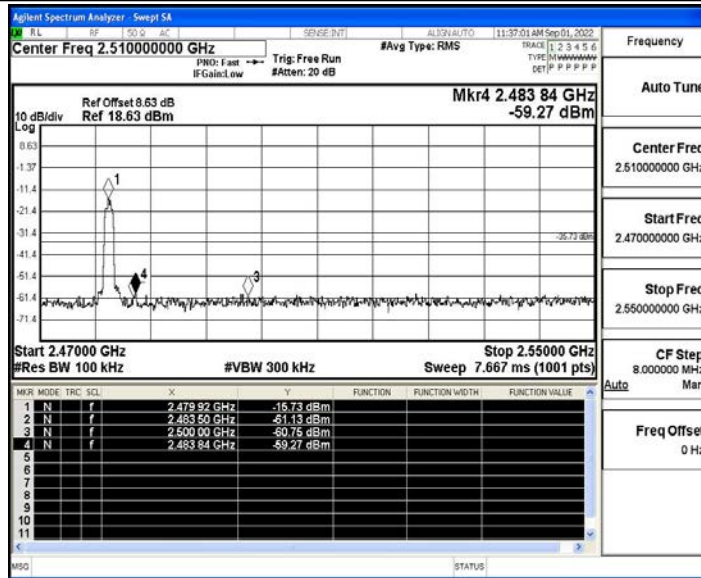 Agilent Spectrum Analyzer - Swept SA
RL RF 50 Ω AC SENSE:INT ALIGN AUTO 11:37:01 AM Sep 01, 2022
Center Freq 2.510000000 GHz
PNO: Fast
IFGain:Low
Trig: Free Run
#Atten: 20 dB
#Avg Type: RMS
TRACE 1 2 3 4 5 6
TYPE M W W W W W
DET P P P P P P
Mkr4 2.483 84 GHz
-59.27 dBm
10 dB/div
Log
Ref Offset 8.63 dB
Ref 18.63 dBm
8.63
-1.37
-11.4
-21.4
-31.4
-41.4
-51.4
-61.4
-71.4
1
4
3
-35.73 dBm
Start 2.47000 GHz Stop 2.55000 GHz
#Res BW 100 kHz #VBW 300 kHz Sweep 7.667 ms (1001 pts)
MKR MODE TRC SCL X Y FUNCTION FUNCTION WIDTH FUNCTION VALUE
1 N f 2.479 92 GHz -15.73 dBm
2 N f 2.483 50 GHz -61.13 dBm
3 N f 2.500 00 GHz -60.75 dBm
4 N f 2.483 84 GHz -59.27 dBm
5
6
7
8
9
10
11
MSG STATUS
Frequency
Auto Tune
Center Freq
2.510000000 GHz
Start Freq
2.470000000 GHz
Stop Freq
2.550000000 GHz
CF Step
8.000000 MHz
Auto Man
Freq Offset
0 Hz